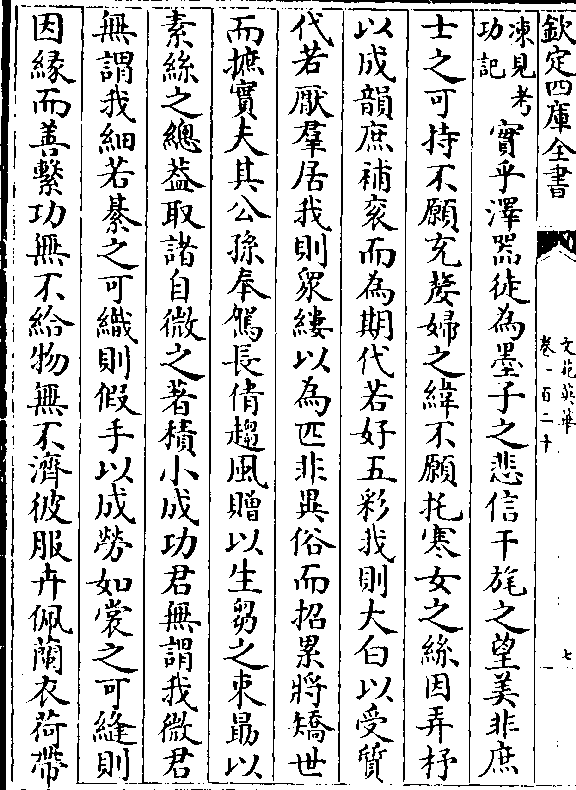 欽定四庫全書
文苑英華
卷一百二十
七
凍見考
功記
實乎澤器徒為墨子之悲信干旄之望美非庶
士之可持不願充嫠婦之緯不願托寒女之絲因弄杼
以成韻庶補衮而為期代若好五彩我則大白以受質
代若厭羣居我則衆縷以為匹非異俗而招累將矯世
而摭實夫其公孫奉駕長倩趨風贈以生芻之束勗以
素絲之總葢取諸自微之著積小成功君無謂我微君
無謂我細若綦之可織則假手以成勞如裳之可縫則
因緣而善繫功無不給物無不濟彼服卉佩蘭衣荷帶